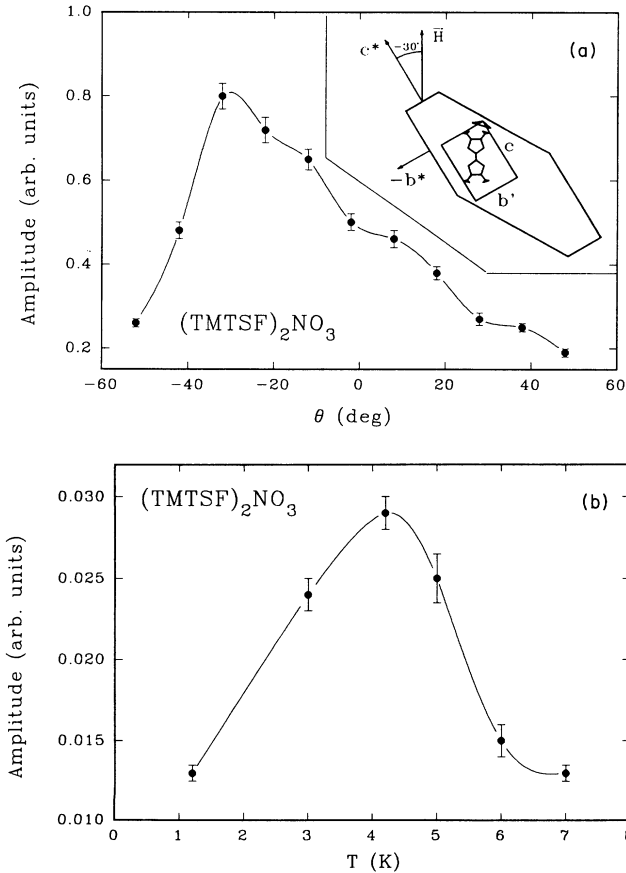 1.0
0.8
0.6
0.4
0.2
Amplitude (arb. units)
(a)
H
c*
-30°
c
-b*
b'
(TMTSF)2NO3
-60
-40
-20
0
20
40
60
θ (deg)
0.030
0.025
0.020
0.015
0.010
Amplitude (arb. units)
(TMTSF)2NO3
(b)
0
1
2
3
4
5
6
7
8
T (K)